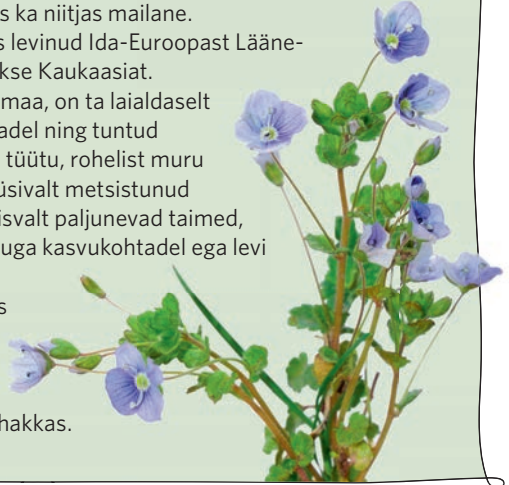 s ka niitjas mailane.
s levinud Ida-Euroopast Lääne-
kse Kaukaasiat.
maa, on ta laialdaselt
adel ning tuntud
tüütu, rohelist muru
üsivalt metsistunud
isvalt paljunevad taimed,
uga kasvukohtadel ega levi
s
hakkas.